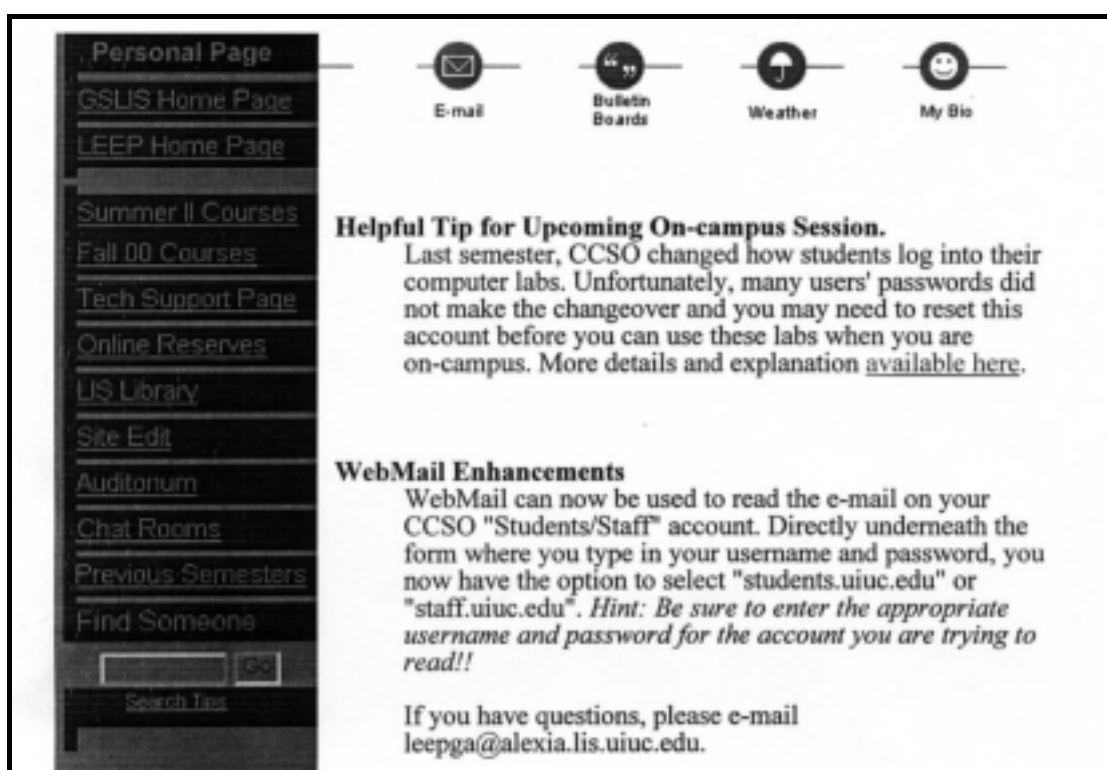 Personal Page
GSLIS Home Page
LEEP Home Page
Summer II Courses
Fall 00 Courses
Tech Support Page
Online Reserves
LIS Library
Site Edit
Auditorium
Chat Rooms
Previous Semesters
Find Someone
Go
Search Tips
E-mail
Bulletin
Boards
Weather
My Bio
Helpful Tip for Upcoming On-campus Session.
Last semester, CCSO changed how students log into their
computer labs. Unfortunately, many users' passwords did
not make the changeover and you may need to reset this
account before you can use these labs when you are
on-campus. More details and explanation available here.
WebMail Enhancements
WebMail can now be used to read the e-mail on your
CCSO "Students/Staff" account. Directly underneath the
form where you type in your username and password, you
now have the option to select "students.uiuc.edu" or
"staff.uiuc.edu". Hint: Be sure to enter the appropriate
username and password for the account you are trying to
read!!
If you have questions, please e-mail
leepga@alexia.lis.uiuc.edu.